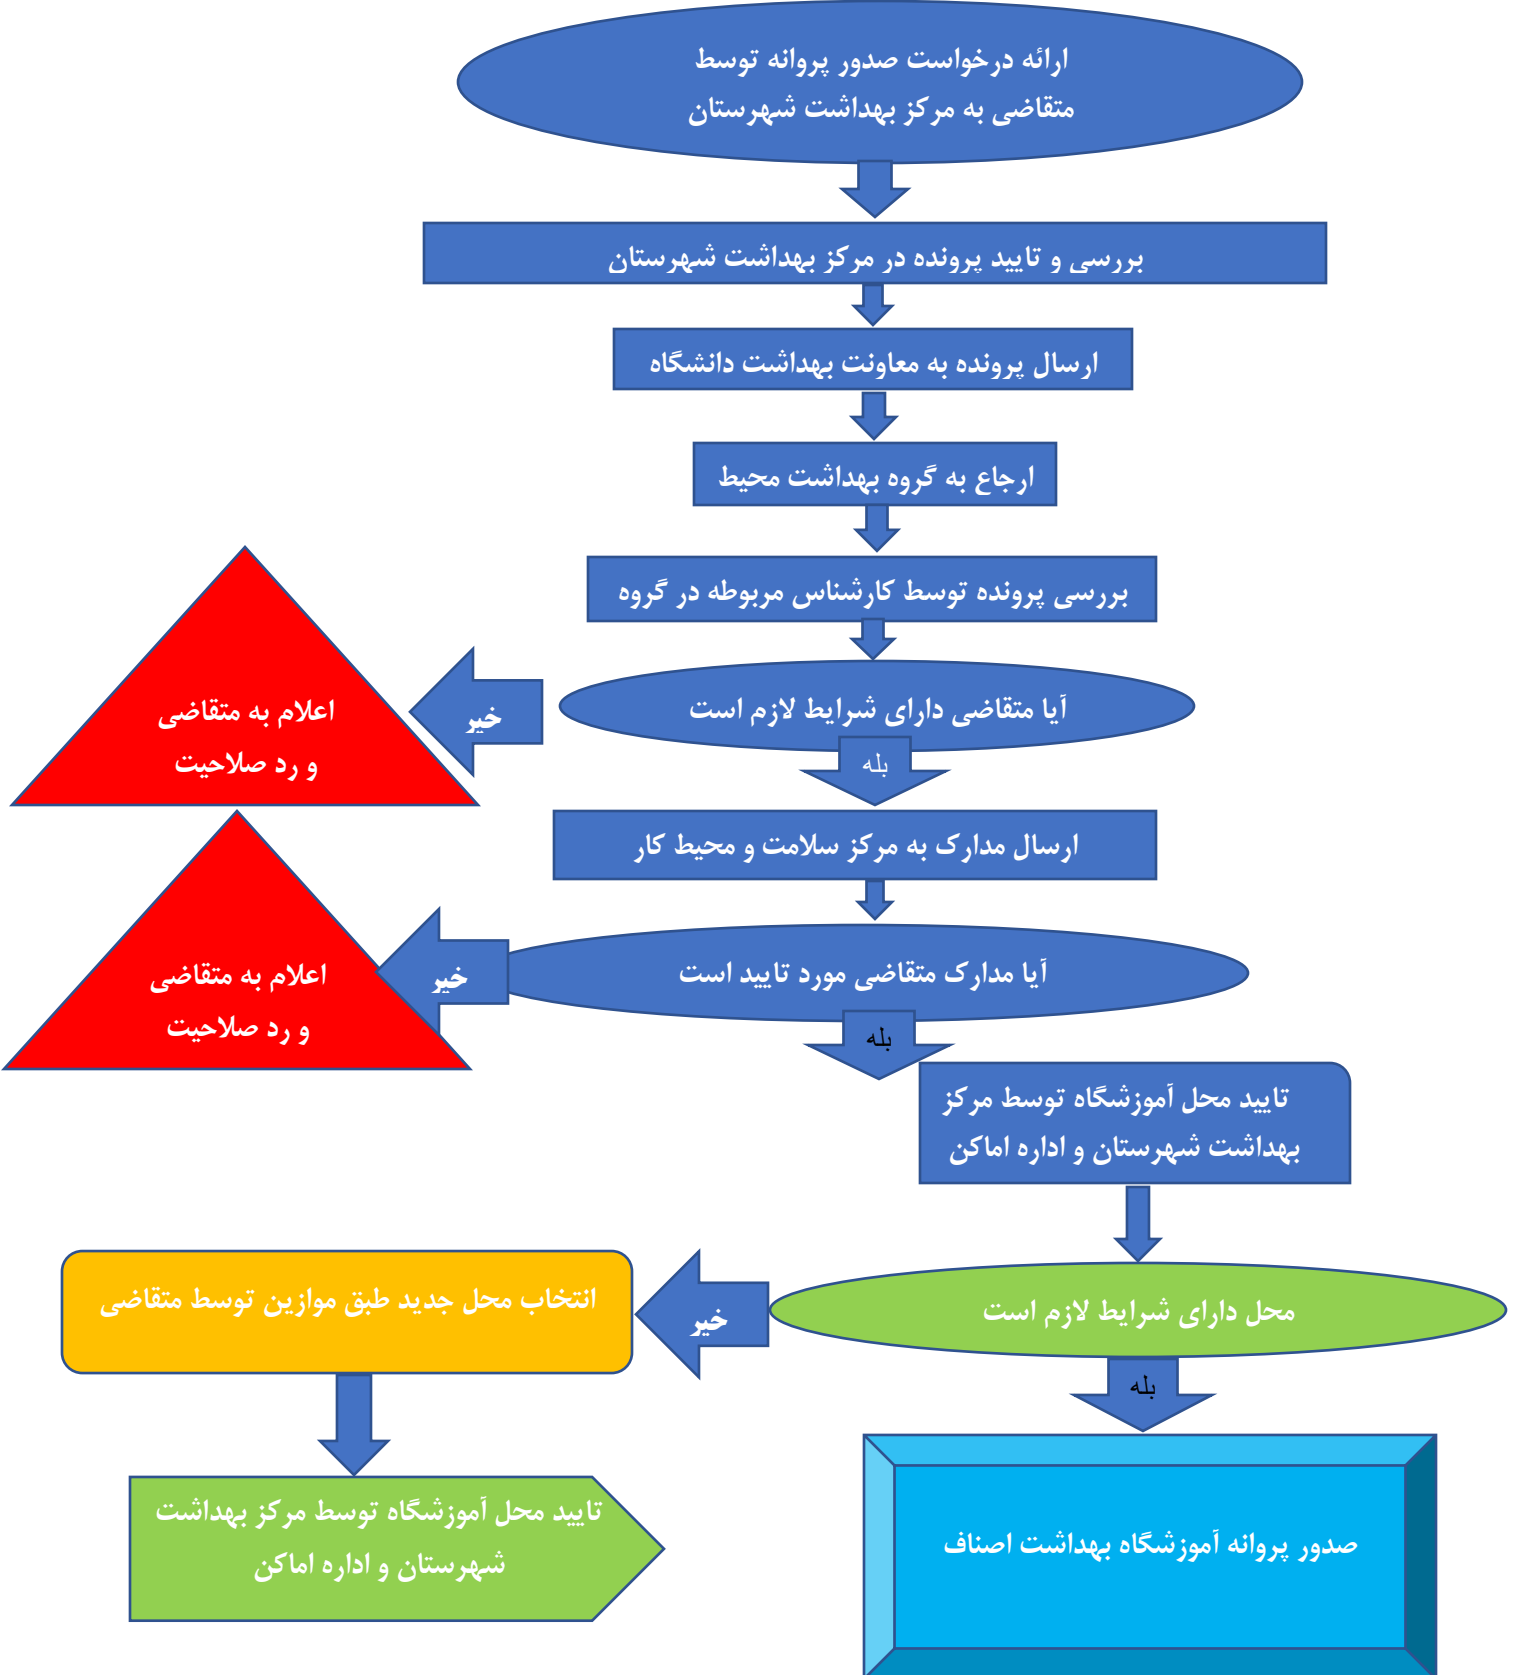 ارائه درخواست صدور پروانه توسط
متقاضی به مرکز بهداشت شهرستان
بررسی و تایید پرونده در مرکز بهداشت شهرستان
ارسال پرونده به معاونت بهداشت دانشگاه
ارجاع به گروه بهداشت محیط
بررسی پرونده توسط کارشناس مربوطه در گروه
آیا متقاضی دارای شرایط لازم است
خیر
اعلام به متقاضی
و رد صلاحیت
بله
ارسال مدارک به مرکز سلامت و محیط کار
آیا مدارک متقاضی مورد تایید است
خیر
اعلام به متقاضی
و رد صلاحیت
بله
تایید محل آموزشگاه توسط مرکز
بهداشت شهرستان و اداره اماکن
محل دارای شرایط لازم است
خیر
انتخاب محل جدید طبق موازین توسط متقاضی
بله
تایید محل آموزشگاه توسط مرکز بهداشت
شهرستان و اداره اماکن
صدور پروانه آموزشگاه بهداشت اصناف